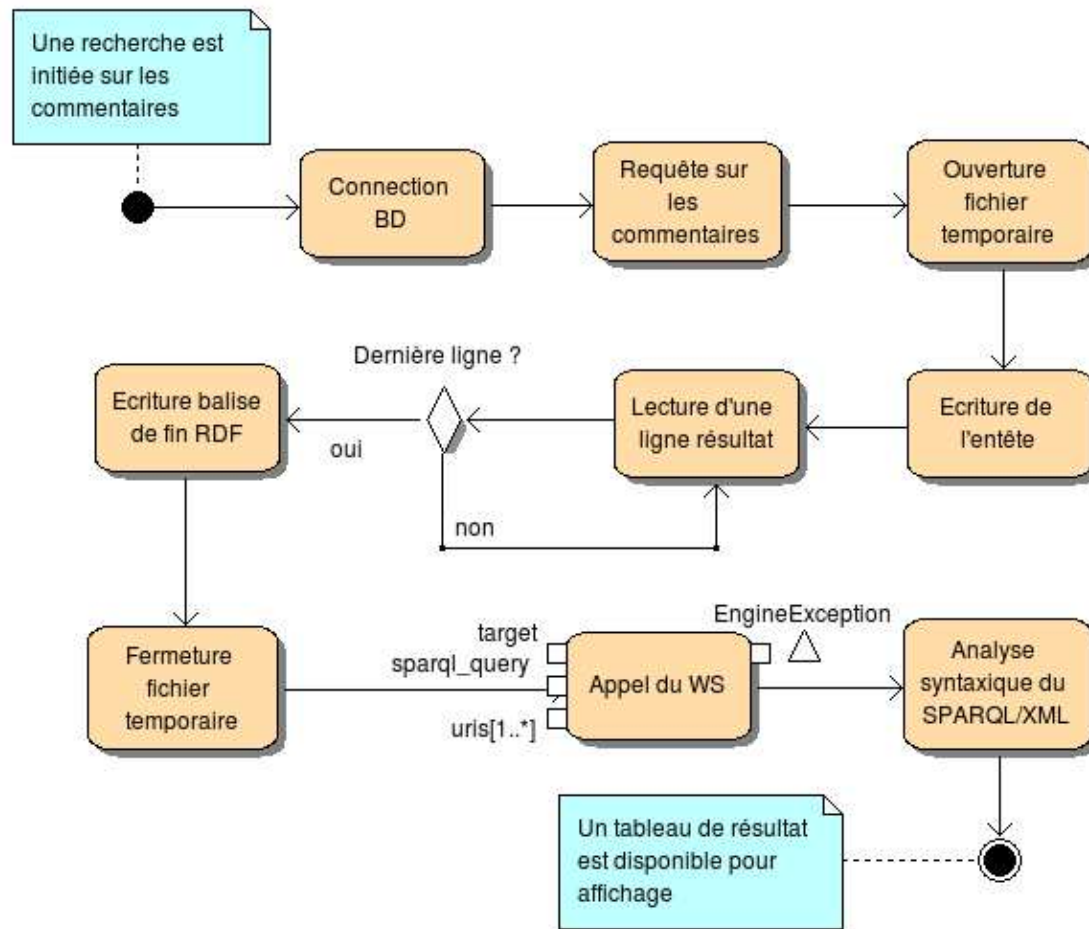 Une recherche est
initiée sur les
commentaires
Connection
BD
Requête sur
les
commentaires
Ouverture
fichier
temporaire
Dernière ligne ?
Ecriture balise
de fin RDF
oui
non
Lecture d'une
ligne résultat
Ecriture de
l'entête
Fermeture
fichier
temporaire
target
sparql_query
uris[1..*]
Appel du WS
EngineException
Analyse
syntaxique du
SPARQL/XML
Un tableau de résultat
est disponible pour
affichage